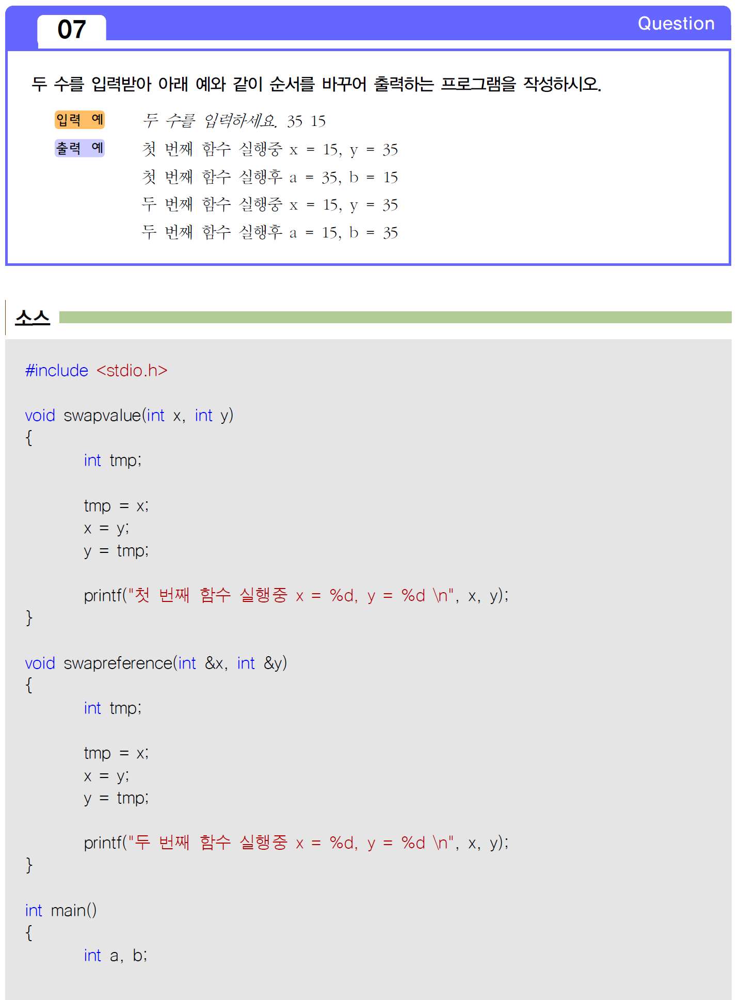 07
Question
두 수를 입력받아 아래 예와 같이 순서를 바꾸어 출력하는 프로그램을 작성하시오.
입력 예 두 수를 입력하세요. 35 15
출력 예 첫 번째 함수 실행중 x = 15, y = 35
첫 번째 함수 실행후 a = 35, b = 15
두 번째 함수 실행중 x = 15, y = 35
두 번째 함수 실행후 a = 15, b = 35
소스
#include <stdio.h>
void swapvalue(int x, int y)
{
int tmp;
tmp = x;
x = y;
y = tmp;
printf("첫 번째 함수 실행중 x = %d, y = %d \n", x, y);
}
void swapreference(int &x, int &y)
{
int tmp;
tmp = x;
x = y;
y = tmp;
printf("두 번째 함수 실행중 x = %d, y = %d \n", x, y);
}
int main()
{
int a, b;